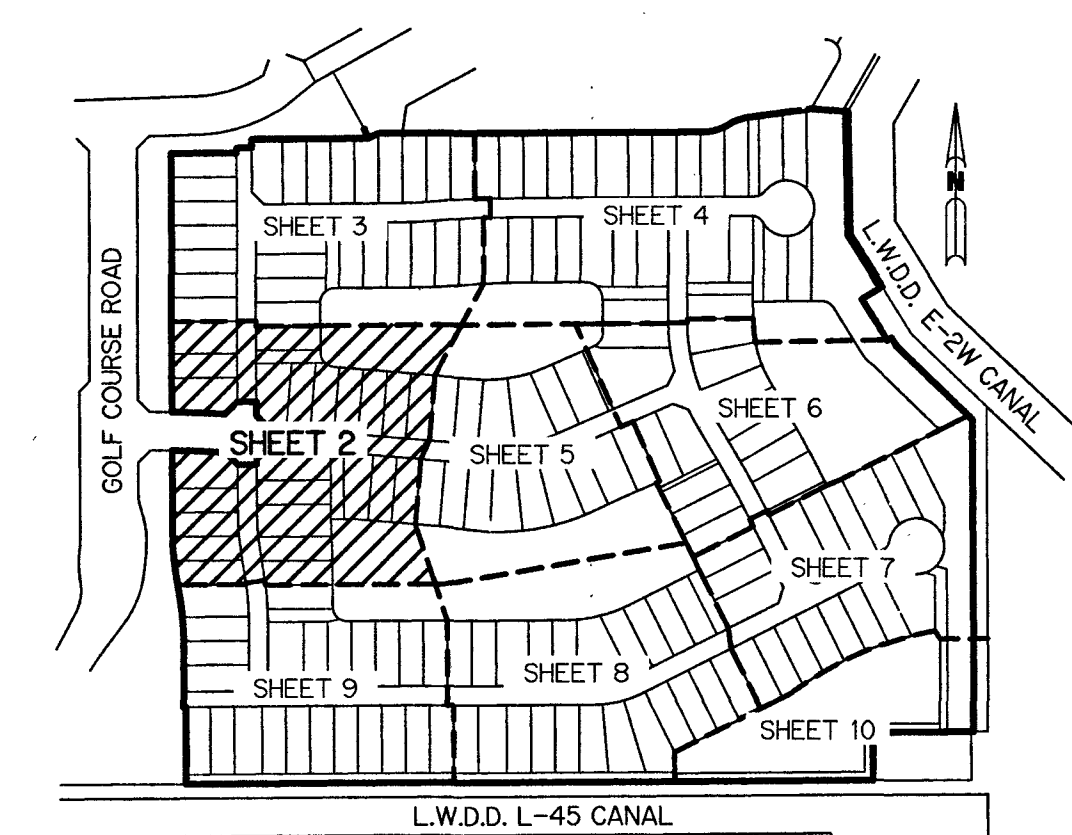 N
SHEET 3
SHEET 4
L.W.D.D. E-2W CANAL
GOLF COURSE ROAD
SHEET 6
SHEET 2
SHEET 5
SHEET 7
SHEET 8
SHEET 9
SHEET 10
L.W.D.D. L-45 CANAL